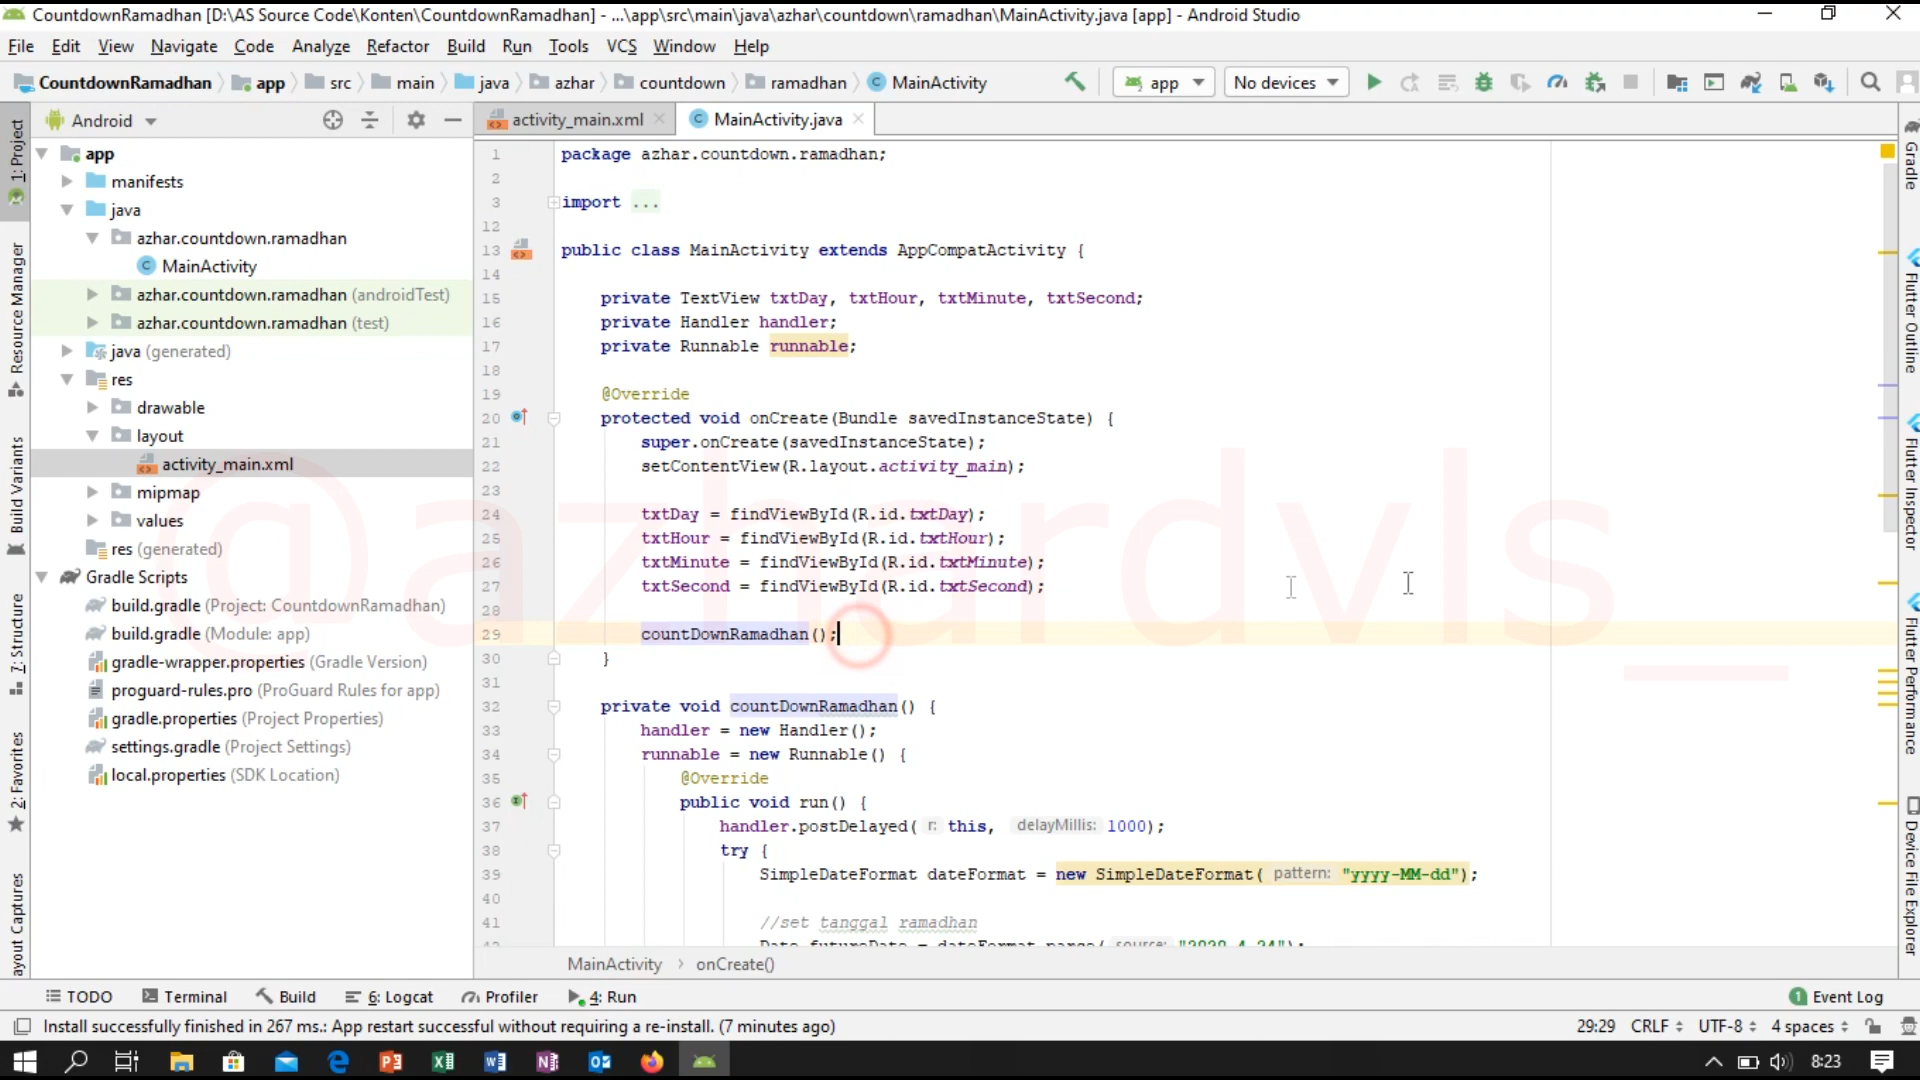 CountdownRamadhan [D:\AS Source Code\Konten\CountdownRamadhan] - ...\app\src\main\java\azhar\countdown\ramadhan\MainActivity.java [app] - Android Studio
File Edit View Navigate Code Analyze Refactor Build Run Tools VCS Window Help
CountdownRamadhan app src main java azhar countdown ramadhan MainActivity app No devices
Android
activity_main.xml MainActivity.java
app
manifests
java
azhar.countdown.ramadhan
MainActivity
azhar.countdown.ramadhan (androidTest)
azhar.countdown.ramadhan (test)
java (generated)
res
drawable
layout
activity_main.xml
mipmap
values
res (generated)
Gradle Scripts
build.gradle (Project: CountdownRamadhan)
build.gradle (Module: app)
gradle-wrapper.properties (Gradle Version)
proguard-rules.pro (ProGuard Rules for app)
gradle.properties (Project Properties)
settings.gradle (Project Settings)
local.properties (SDK Location)
1: Project
Resource Manager
Build Variants
7: Structure
2: Favorites
ayout Captures
1 package azhar.countdown.ramadhan;
2
3 import ...
12
13 public class MainActivity extends AppCompatActivity {
14
15 private TextView txtDay, txtHour, txtMinute, txtSecond;
16 private Handler handler;
17 private Runnable runnable;
18
19 @Override
20 protected void onCreate(Bundle savedInstanceState) {
21 super.onCreate(savedInstanceState);
22 setContentView(R.layout.activity_main);
23
24 txtDay = findViewById(R.id.txtDay);
25 txtHour = findViewById(R.id.txtHour);
26 txtMinute = findViewById(R.id.txtMinute);
27 txtSecond = findViewById(R.id.txtSecond);
28
29 countDownRamadhan();
30 }
31
32 private void countDownRamadhan() {
33 handler = new Handler();
34 runnable = new Runnable() {
35 @Override
36 public void run() {
37 handler.postDelayed( r: this, delayMillis: 1000);
38 try {
39 SimpleDateFormat dateFormat = new SimpleDateFormat( pattern: "yyyy-MM-dd");
40
41 //set tanggal ramadhan
Date futureDate = dateFormat.parse( source: "2020-4-24");
@azhardvls_
Gradle
Flutter Outline
Flutter Inspector
Flutter Performance
Device File Explorer
MainActivity onCreate()
TODO Terminal Build 6: Logcat Profiler 4: Run 1 Event Log
Install successfully finished in 267 ms.: App restart successful without requiring a re-install. (7 minutes ago) 29:29 CRLF UTF-8 4 spaces
8:23